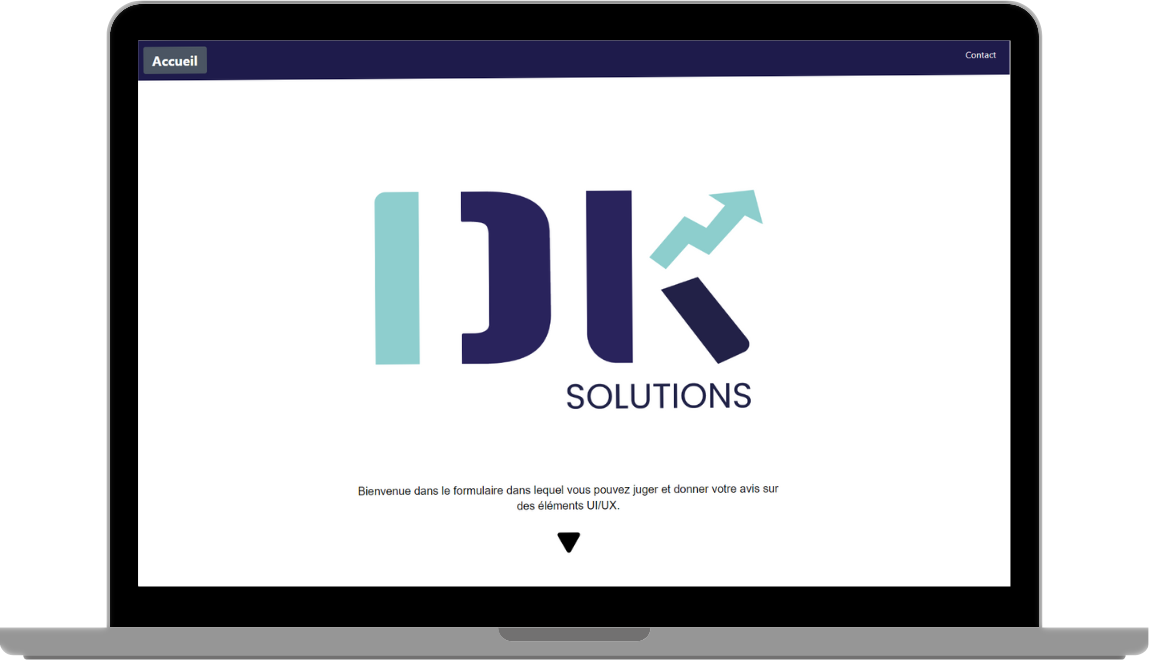 Accueil
Contact
IDK
SOLUTIONS
Bienvenue dans le formulaire dans lequel vous pouvez juger et donner votre avis sur
des éléments UI/UX.